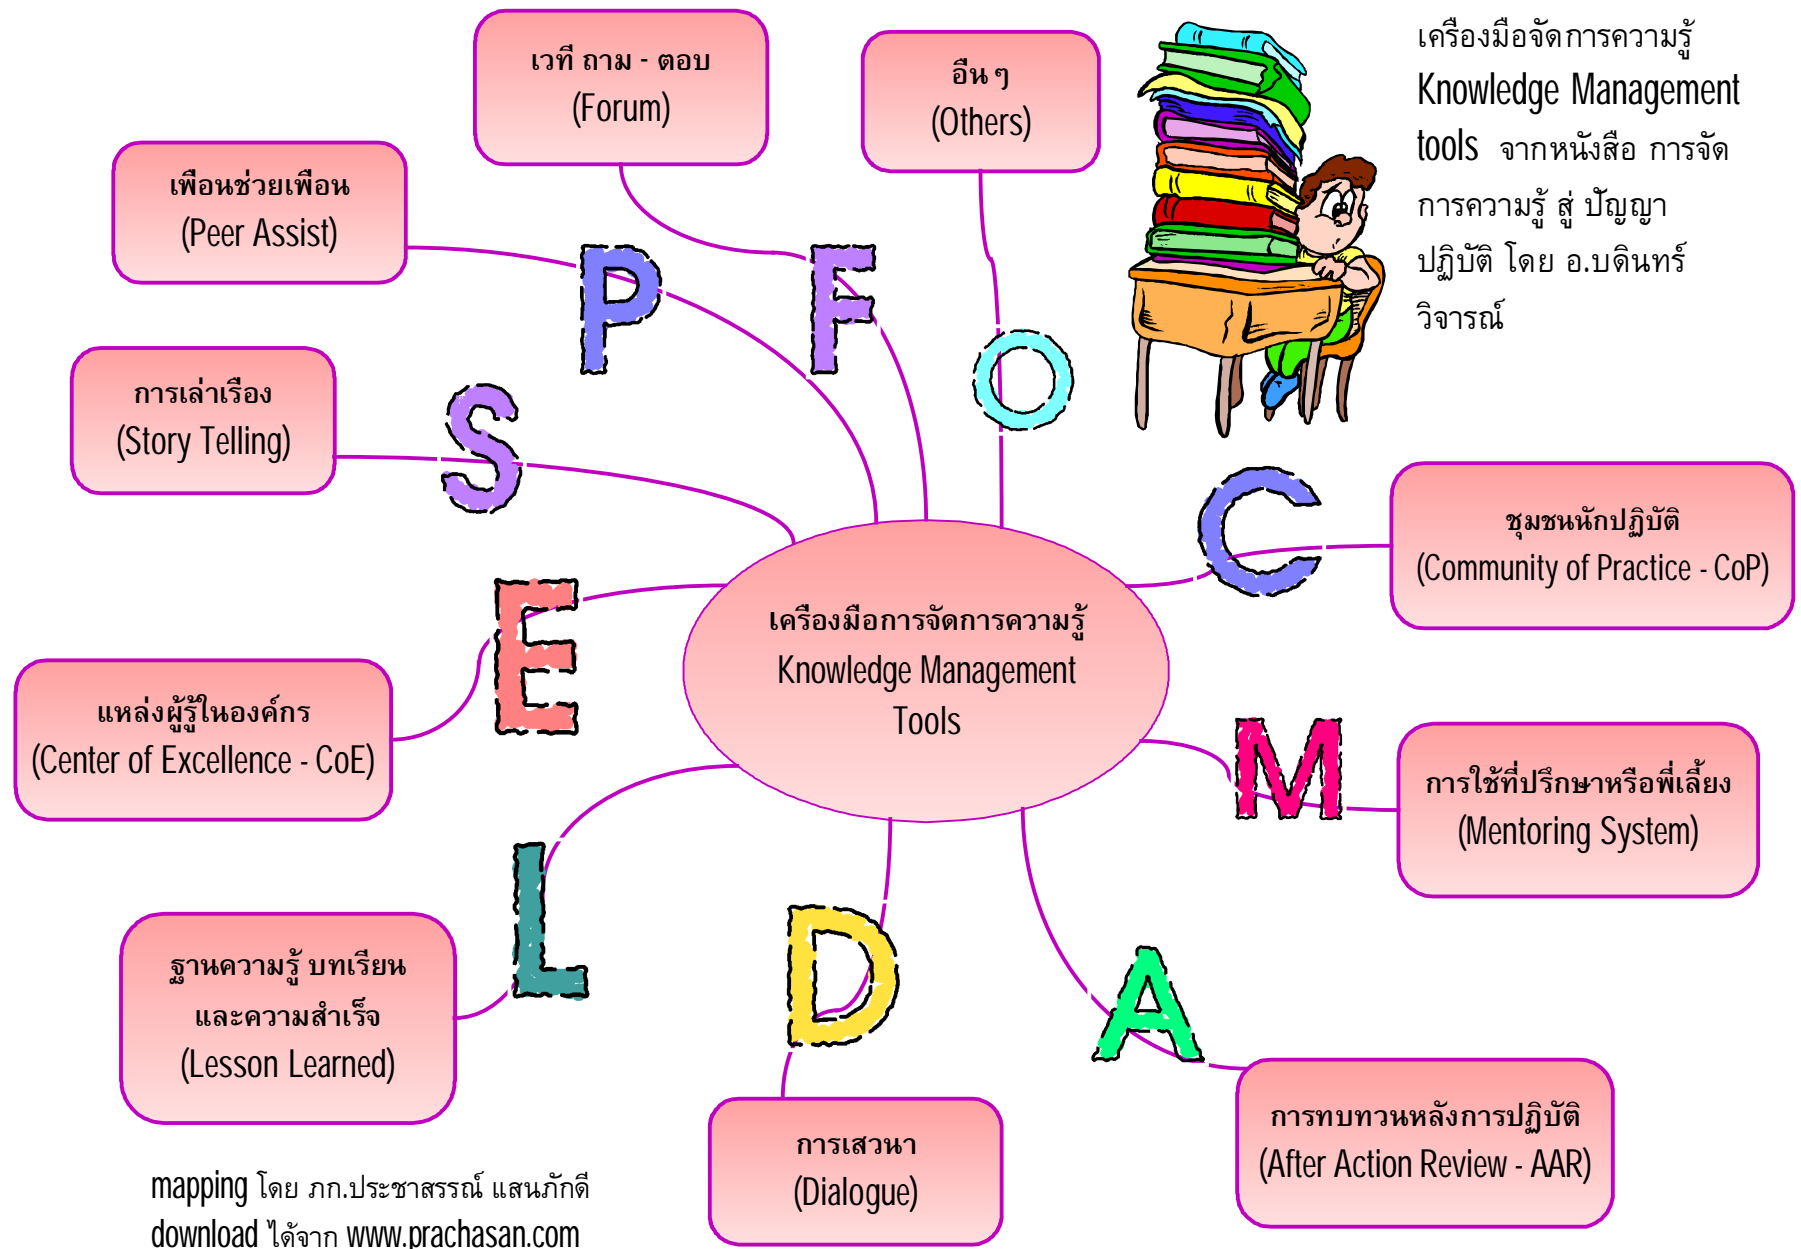 เครื่องมือจัดการความรู้
Knowledge Management
tools จากหนังสือ การจัด
การความรู้ สู่ ปัญญา
ปฏิบัติ โดย อ.บดินทร์
วิจารณ์
เวที ถาม - ตอบ
(Forum)
อื่น ๆ
(Others)
เพื่อนช่วยเพื่อน
(Peer Assist)
P
F
O
การเล่าเรื่อง
(Story Telling)
S
C
ชุมชนนักปฏิบัติ
(Community of Practice - CoP)
E
เครื่องมือการจัดการความรู้
Knowledge Management
Tools
แหล่งผู้รู้ในองค์กร
(Center of Excellence - CoE)
M
การใช้ที่ปรึกษาหรือพี่เลี้ยง
(Mentoring System)
L
D
A
ฐานความรู้ บทเรียน
และความสำเร็จ
(Lesson Learned)
การเสวนา
(Dialogue)
การทบทวนหลังการปฏิบัติ
(After Action Review - AAR)
mapping โดย ภก.ประชาสรรณ์ แสนภักดี
download ได้จาก www.prachasan.com